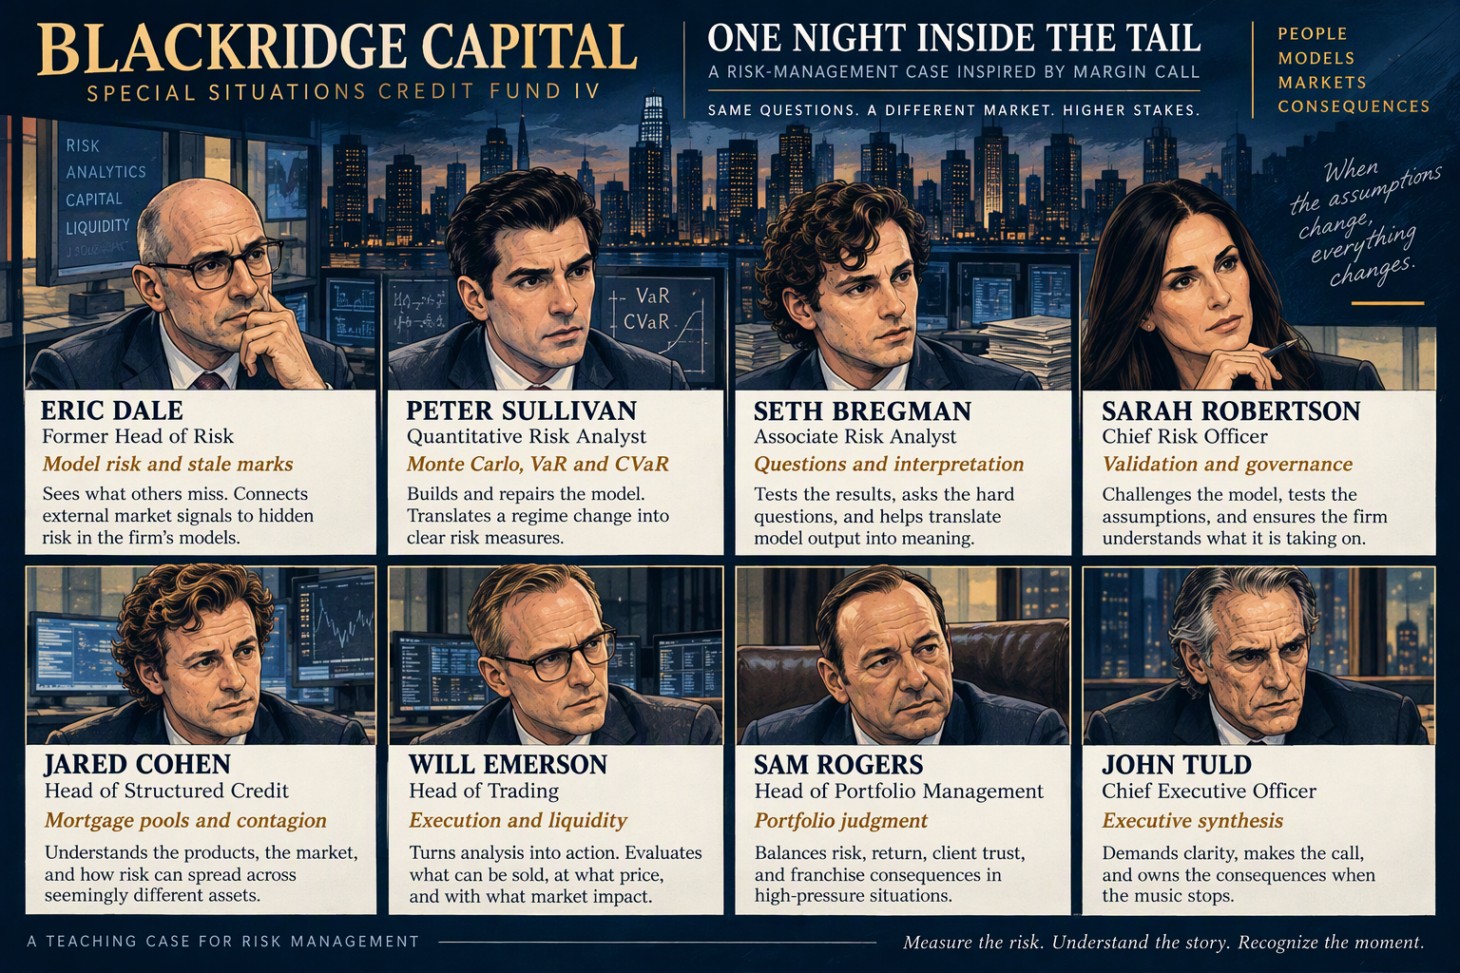 BLACKRIDGE CAPITAL
SPECIAL SITUATIONS CREDIT FUND IV
ONE NIGHT INSIDE THE TAIL
A RISK-MANAGEMENT CASE INSPIRED BY MARGIN CALL
SAME QUESTIONS. A DIFFERENT MARKET. HIGHER STAKES.
PEOPLE
MODELS
MARKETS
CONSEQUENCES
RISK
ANALYTICS
CAPITAL
LIQUIDITY
VaR
CVaR
When
the assumptions
change,
everything
changes.
ERIC DALE
Former Head of Risk
Model risk and stale marks
Sees what others miss. Connects
external market signals to hidden
risk in the firm's models.
PETER SULLIVAN
Quantitative Risk Analyst
Monte Carlo, VaR and CVaR
Builds and repairs the model.
Translates a regime change into
clear risk measures.
SETH BREGMAN
Associate Risk Analyst
Questions and interpretation
Tests the results, asks the hard
questions, and helps translate
model output into meaning.
SARAH ROBERTSON
Chief Risk Officer
Validation and governance
Challenges the model, tests the
assumptions, and ensures the firm
understands what it is taking on.
JARED COHEN
Head of Structured Credit
Mortgage pools and contagion
Understands the products, the market,
and how risk can spread across
seemingly different assets.
WILL EMERSON
Head of Trading
Execution and liquidity
Turns analysis into action. Evaluates
what can be sold, at what price,
and with what market impact.
SAM ROGERS
Head of Portfolio Management
Portfolio judgment
Balances risk, return, client trust,
and franchise consequences in
high-pressure situations.
JOHN TULD
Chief Executive Officer
Executive synthesis
Demands clarity, makes the call,
and owns the consequences when
the music stops.
A TEACHING CASE FOR RISK MANAGEMENT
Measure the risk. Understand the story. Recognize the moment.